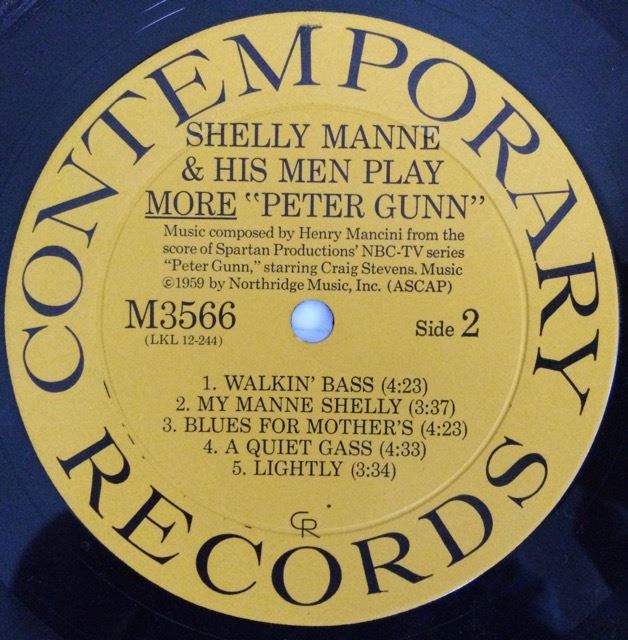 CONTEMPORARY
SHELLY MANNE
& HIS MEN PLAY
MORE “PETER GUNN”
Music composed by Henry Mancini from the
score of Spartan Productions’ NBC-TV series
“Peter Gunn,” starring Craig Stevens. Music
©1959 by Northridge Music, Inc. (ASCAP)
M3566
(LKL 12-244)
Side 2
1. WALKIN’ BASS (4:23)
2. MY MANNE SHELLY (3:37)
3. BLUES FOR MOTHER’S (4:23)
4. A QUIET GASS (4:33)
5. LIGHTLY (3:34)
CR
RECORDS